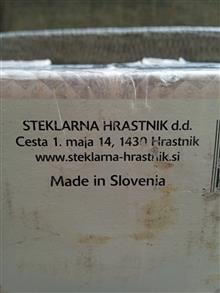 STEKLARNA HRASTNIK d.d.
Cesta 1. maja 14, 1430 Hrastnik
www.steklarna-hrastnik.si
Made in Slovenia